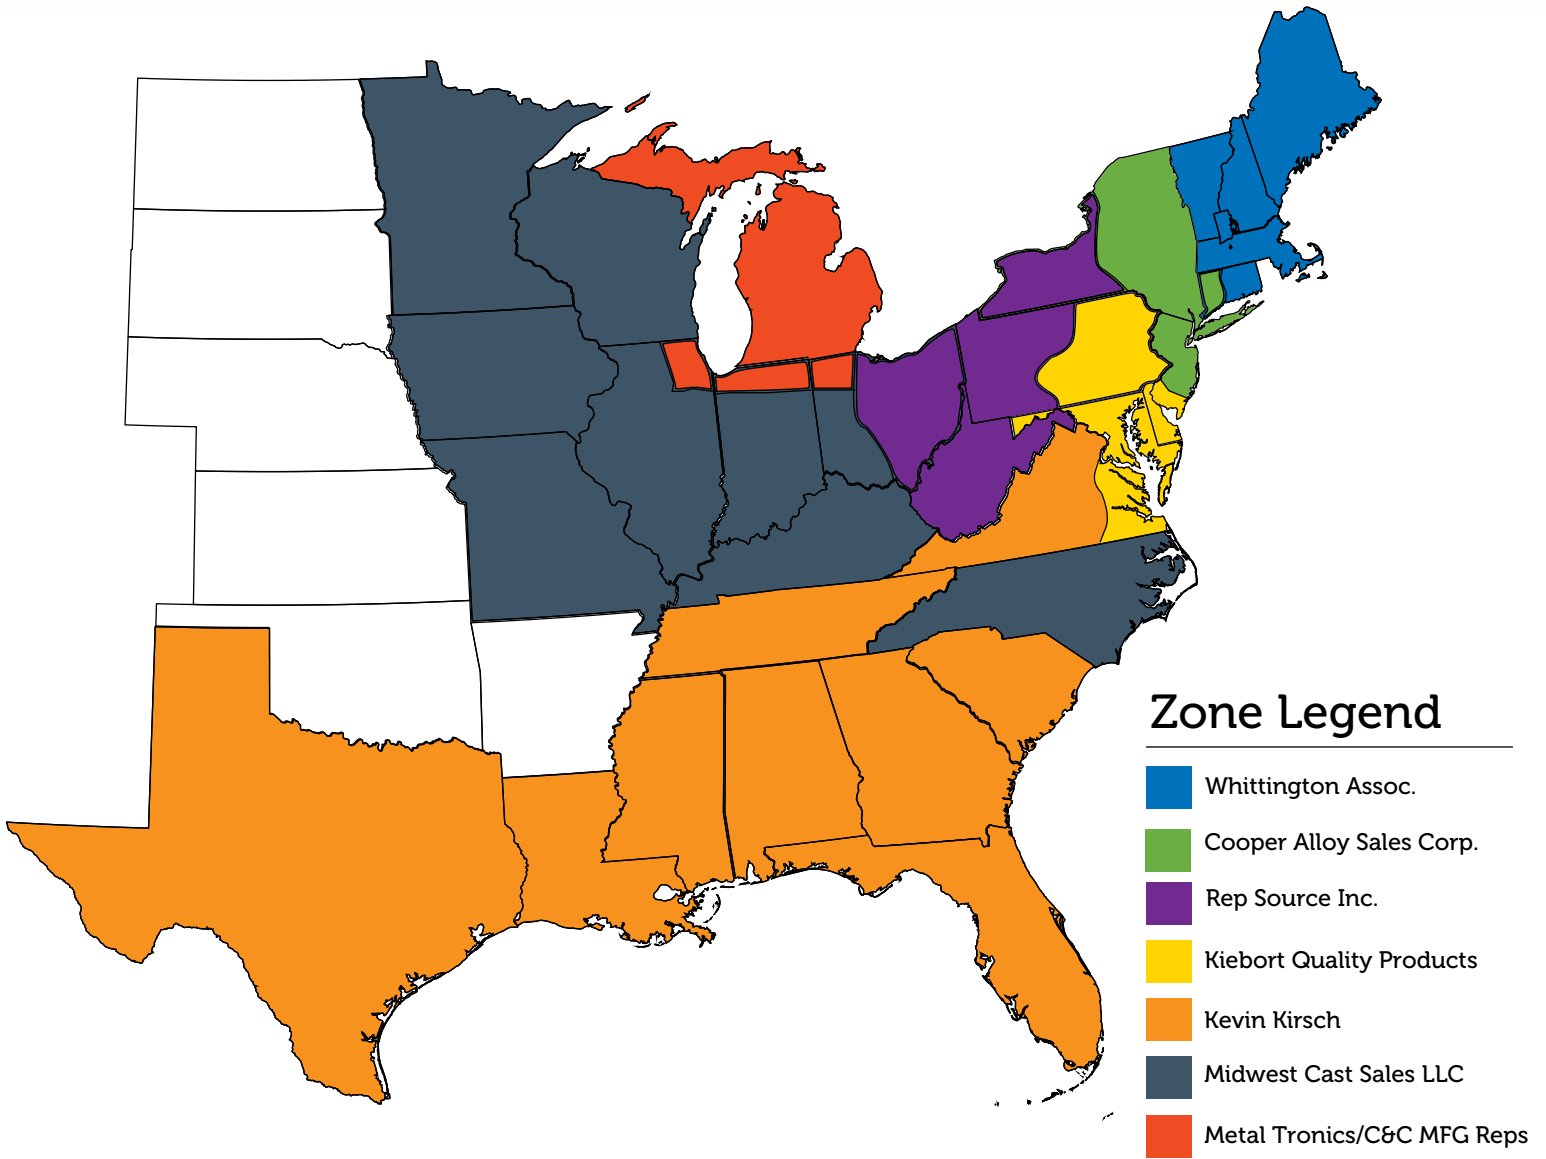 Zone Legend
Whittington Assoc.
Cooper Alloy Sales Corp.
Rep Source Inc.
Kiebort Quality Products
Kevin Kirsch
Midwest Cast Sales LLC
Metal Tronics/C&C MFG Reps